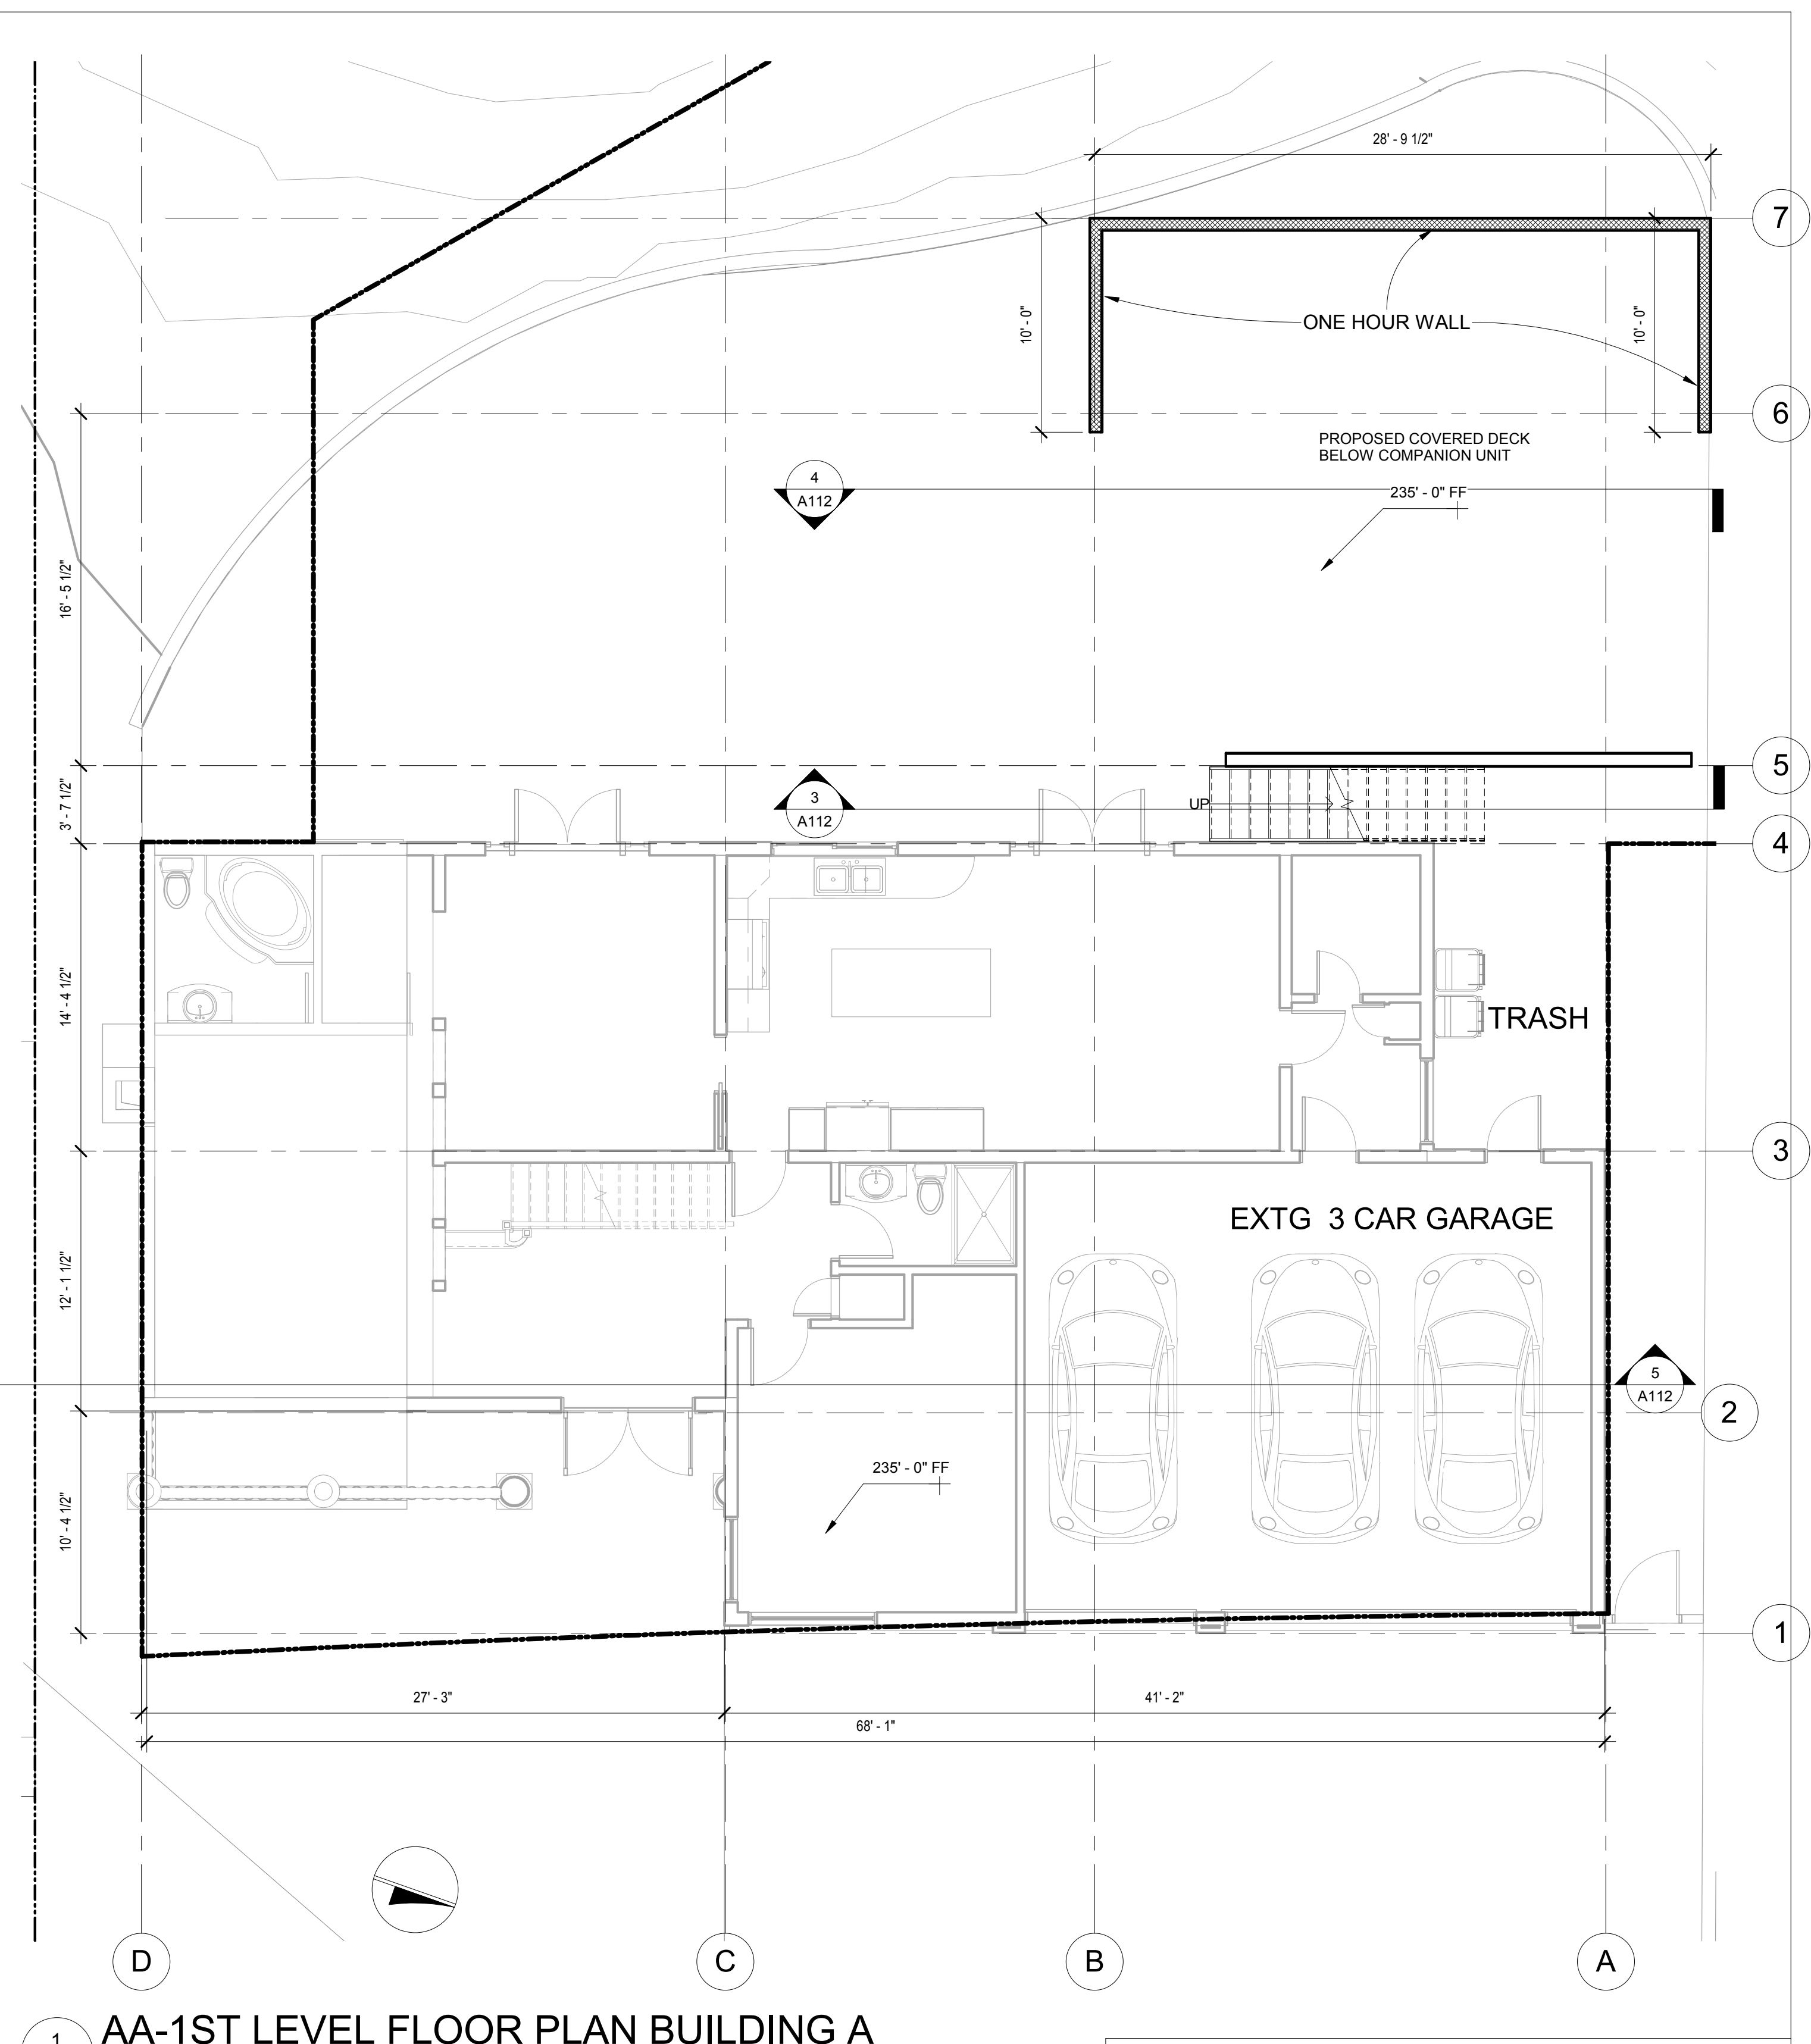 28' - 9 1/2"
7
10' - 0"
ONE HOUR WALL
10' - 0"
6
PROPOSED COVERED DECK
BELOW COMPANION UNIT
4
A112
235' - 0" FF
16' - 5 1/2"
5
3' - 7 1/2"
3
A112
UP
4
14' - 4 1/2"
TRASH
3
EXTG 3 CAR GARAGE
12' - 1 1/2"
5
A112
2
235' - 0" FF
10' - 4 1/2"
1
27' - 3"
41' - 2"
68' - 1"
D
C
B
A
1
AA-1ST LEVEL FLOOR PLAN BUILDING A